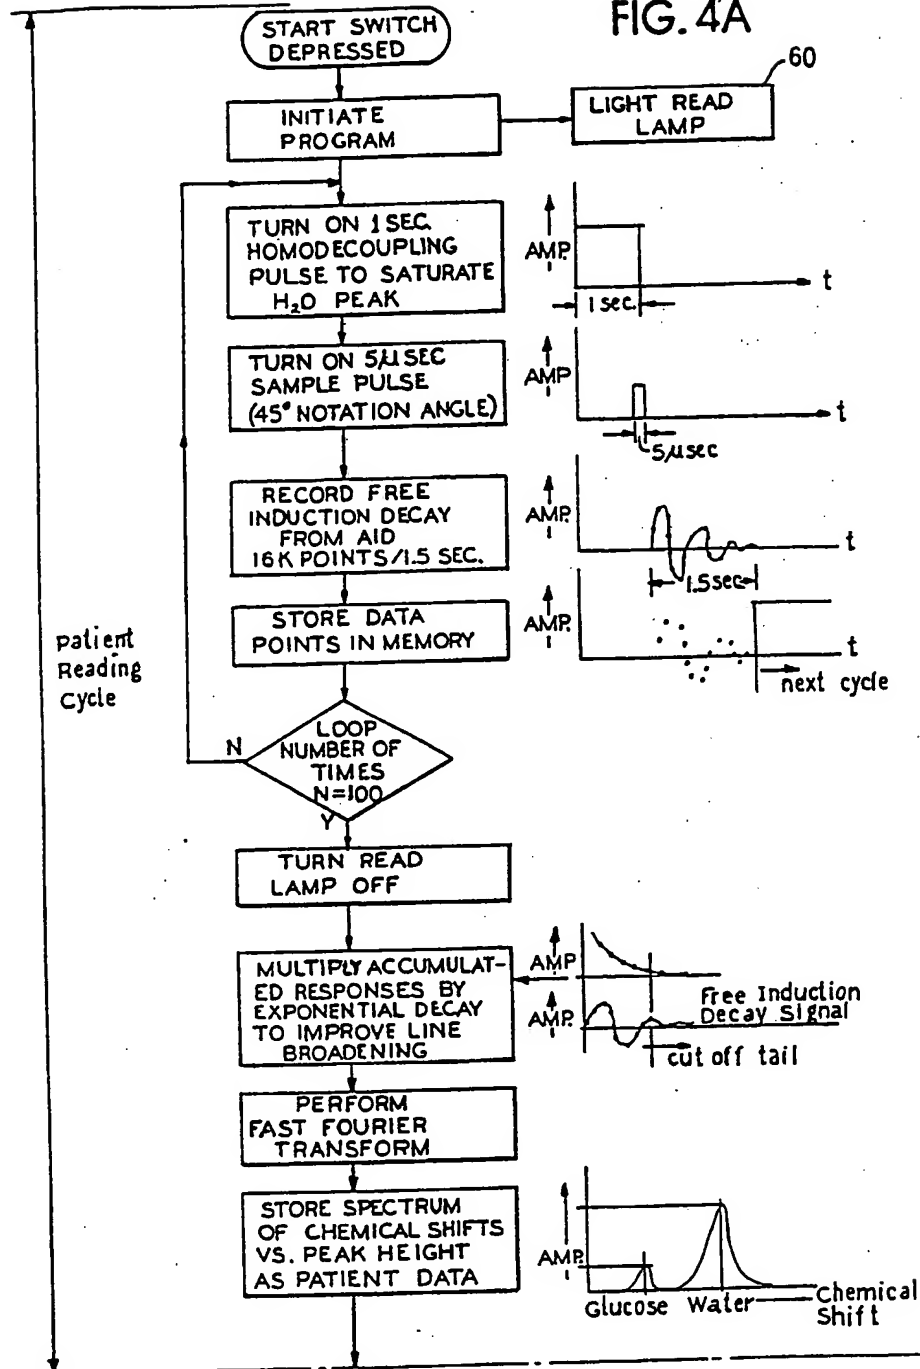 FIG. 4A
START SWITCH
DEPRESSED
INITIATE
PROGRAM
60
LIGHT READ
LAMP
TURN ON 1 SEC.
HOMODECOUPLING
PULSE TO SATURATE
H₂O PEAK
AMP.
t
1 sec.
TURN ON 5μSEC
SAMPLE PULSE
(45° NOTATION ANGLE)
AMP
t
5μsec
RECORD FREE
INDUCTION DECAY
FROM AID
16K POINTS/1.5 SEC.
AMP.
t
1.5sec
STORE DATA
POINTS IN MEMORY
AMP.
t
next cycle
Patient
Reading
Cycle
N
LOOP
NUMBER OF
TIMES
N=100
Y
TURN READ
LAMP OFF
MULTIPLY ACCUMULAT-
ED RESPONSES BY
EXPONENTIAL DECAY
TO IMPROVE LINE
BROADENING
AMP
AMP.
Free Induction
Decay Signal
cut off tail
PERFORM
FAST FOURIER
TRANSFORM
STORE SPECTRUM
OF CHEMICAL SHIFTS
VS. PEAK HEIGHT
AS PATIENT DATA
AMP.
Glucose Water
Chemical
Shift